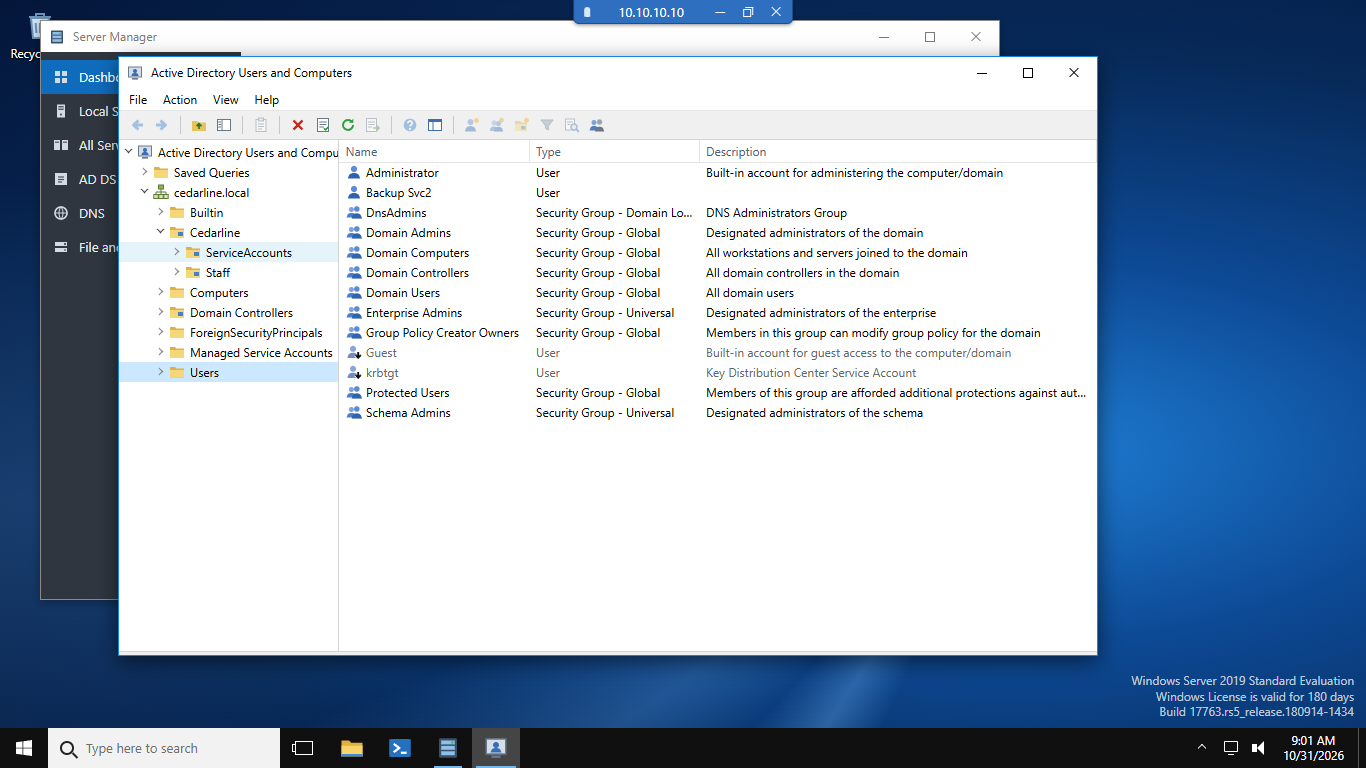 10.10.10.10
Server Manager
Recyc
Active Directory Users and Computers
File Action View Help
Dashbo
Local S
All Serv
AD DS
DNS
File and
Active Directory Users and Compu
Saved Queries
cedarline.local
Builtin
Cedarline
ServiceAccounts
Staff
Computers
Domain Controllers
ForeignSecurityPrincipals
Managed Service Accounts
Users
Name Type Description
Administrator User Built-in account for administering the computer/domain
Backup Svc2 User
DnsAdmins Security Group - Domain Lo... DNS Administrators Group
Domain Admins Security Group - Global Designated administrators of the domain
Domain Computers Security Group - Global All workstations and servers joined to the domain
Domain Controllers Security Group - Global All domain controllers in the domain
Domain Users Security Group - Global All domain users
Enterprise Admins Security Group - Universal Designated administrators of the enterprise
Group Policy Creator Owners Security Group - Global Members in this group can modify group policy for the domain
Guest User Built-in account for guest access to the computer/domain
krbtgt User Key Distribution Center Service Account
Protected Users Security Group - Global Members of this group are afforded additional protections against aut...
Schema Admins Security Group - Universal Designated administrators of the schema
Windows Server 2019 Standard Evaluation
Windows License is valid for 180 days
Build 17763.rs5_release.180914-1434
Type here to search
9:01 AM
10/31/2026